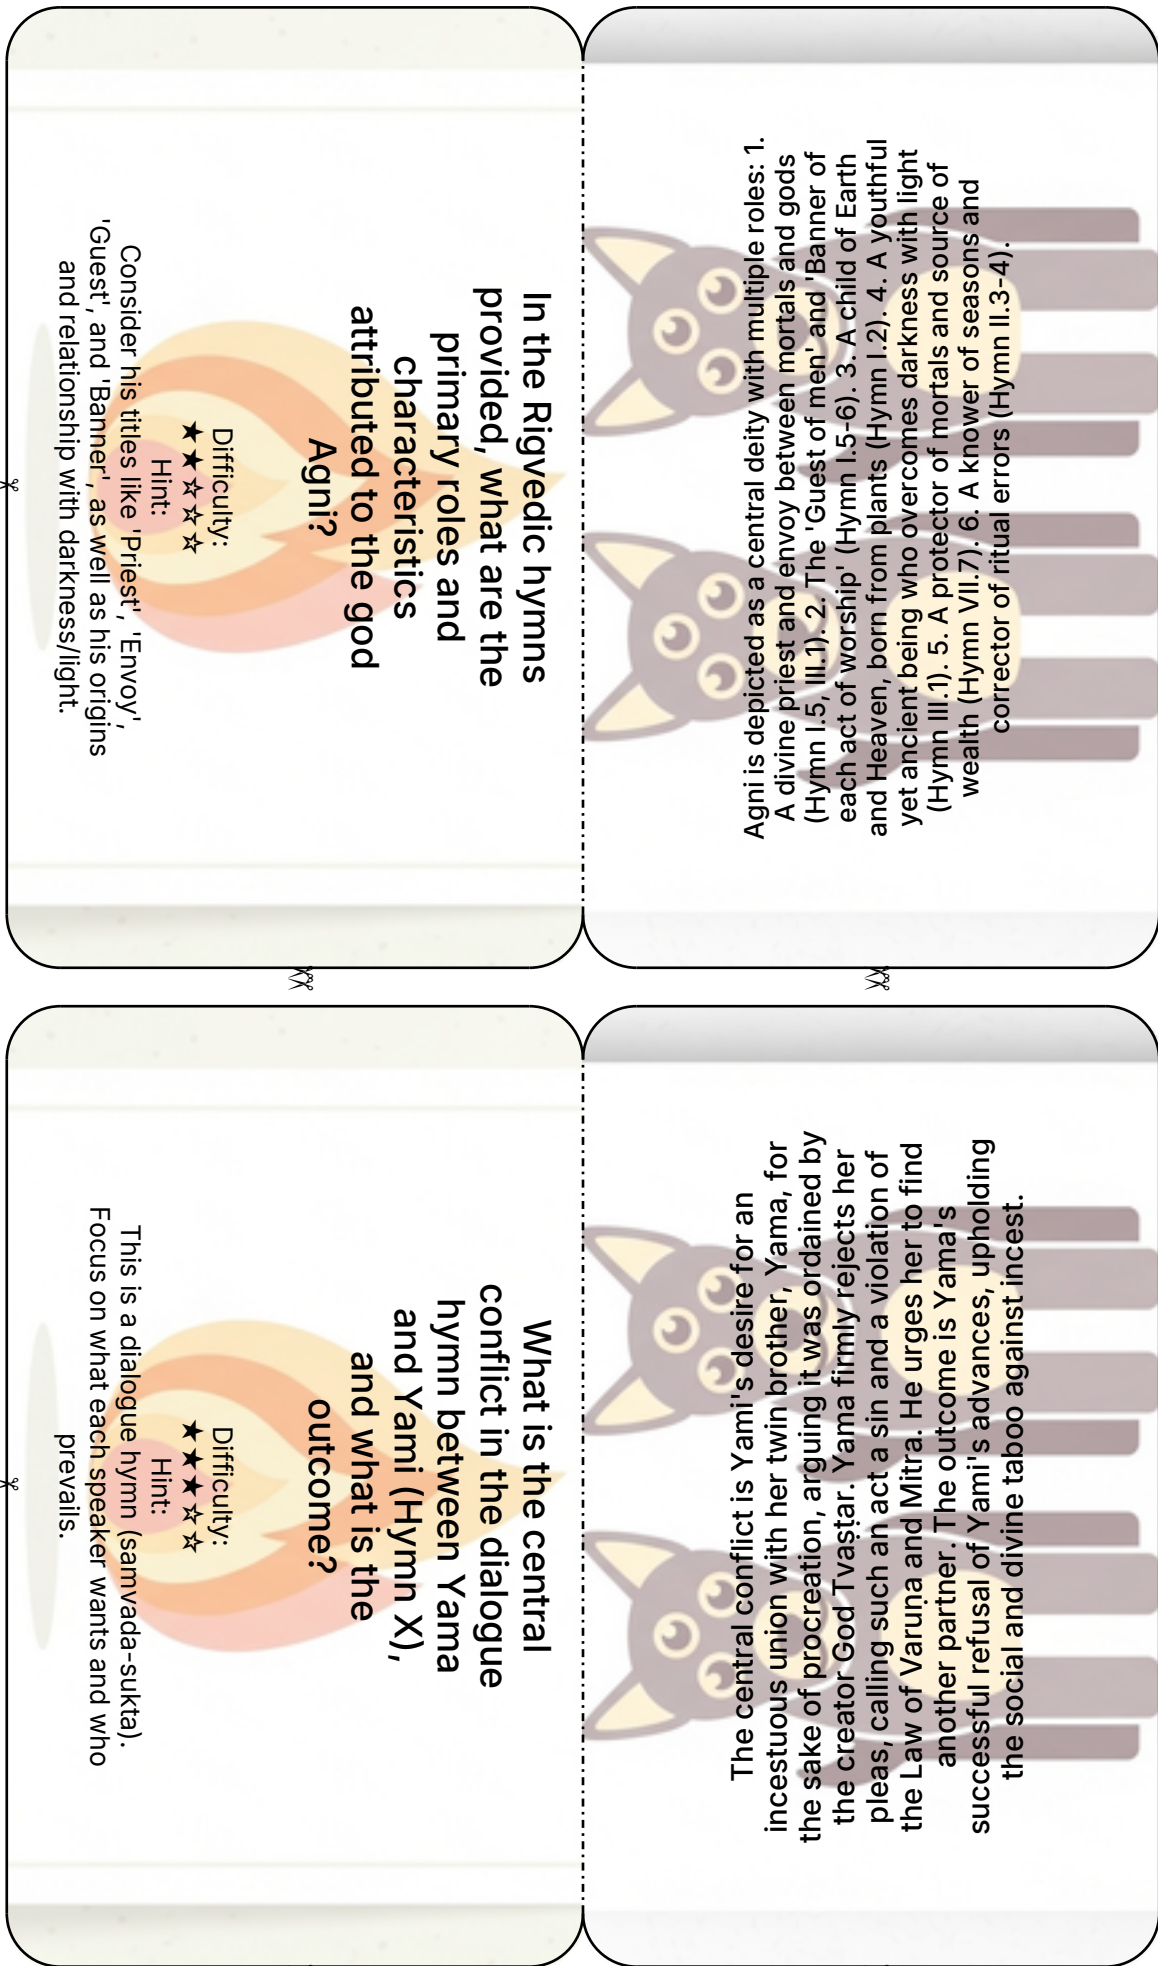 In the Rigvedic hymns
provided, what are the
primary roles and
characteristics
attributed to the god
Agni?
Difficulty:
★★☆☆☆
Hint:
Consider his titles like 'Priest', 'Envoy',
'Guest', and 'Banner', as well as his origins
and relationship with darkness/light.
Agni is depicted as a central deity with multiple roles: 1.
A divine priest and envoy between mortals and gods
(Hymn I.5, III.1). 2. The 'Guest of men' and 'Banner of
each act of worship' (Hymn I.5-6). 3. A child of Earth
and Heaven, born from plants (Hymn I.2). 4. A youthful
yet ancient being who overcomes darkness with light
(Hymn III.1). 5. A protector of mortals and source of
wealth (Hymn VII.7). 6. A knower of seasons and
corrector of ritual errors (Hymn II.3-4).
What is the central
conflict in the dialogue
hymn between Yama
and Yami (Hymn X),
and what is the
outcome?
Difficulty:
★★★☆☆
Hint:
This is a dialogue hymn (samvada-sukta).
Focus on what each speaker wants and who
prevails.
The central conflict is Yami's desire for an
incestuous union with her twin brother, Yama, for
the sake of procreation, arguing it was ordained by
the creator God Tvaṣṭar. Yama firmly rejects her
pleas, calling such an act a sin and a violation of
the Law of Varuṇa and Mitra. He urges her to find
another partner. The outcome is Yama's
successful refusal of Yami's advances, upholding
the social and divine taboo against incest.